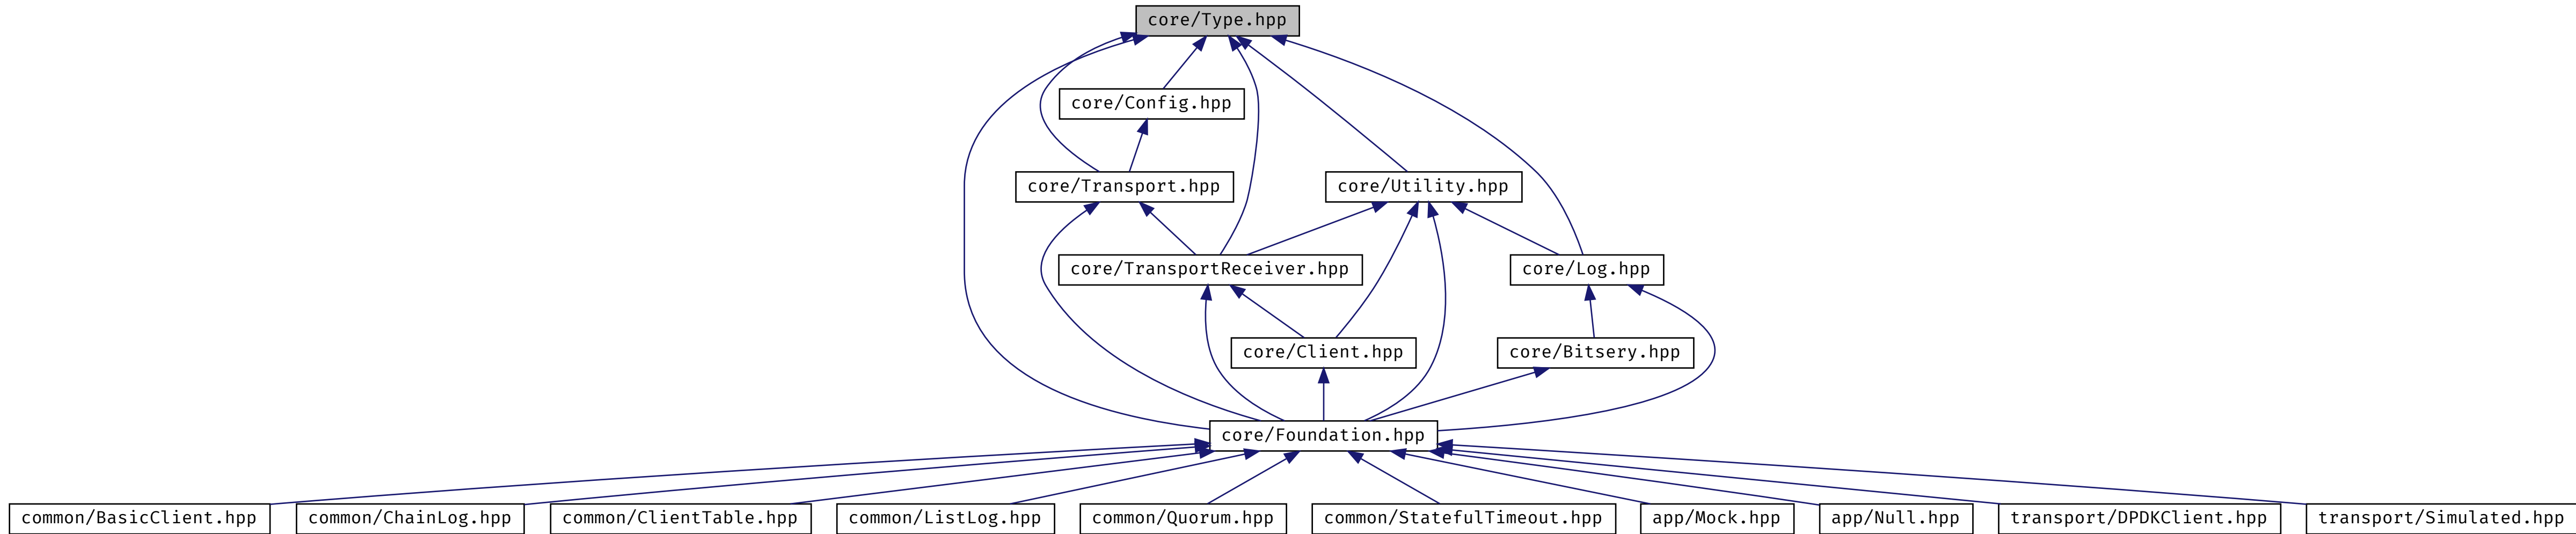 core/Type.hpp
core/Config.hpp
core/Transport.hpp
core/Utility.hpp
core/TransportReceiver.hpp
core/Log.hpp
core/Client.hpp
core/Bitsery.hpp
core/Foundation.hpp
common/BasicClient.hpp
common/ChainLog.hpp
common/ClientTable.hpp
common/ListLog.hpp
common/Quorum.hpp
common/StatefulTimeout.hpp
app/Mock.hpp
app/Null.hpp
transport/DPDKClient.hpp
transport/Simulated.hpp